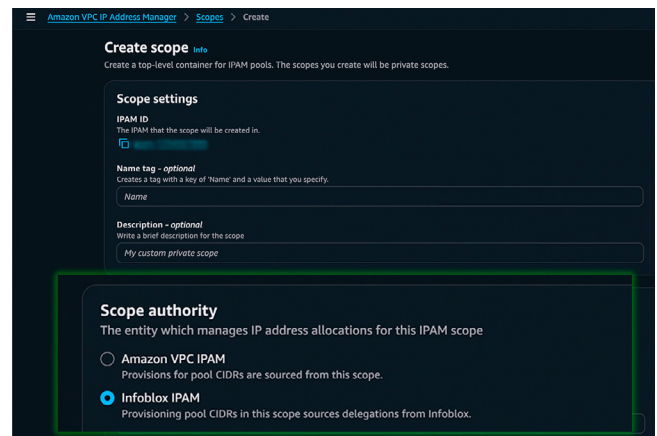 Amazon VPC IP Address Manager > Scopes > Create
Create scope Info
Create a top-level container for IPAM pools. The scopes you create will be private scopes.
Scope settings
IPAM ID
The IPAM that the scope will be created in.
Name tag - optional
Creates a tag with a key of 'Name' and a value that you specify.
Name
Description - optional
Write a brief description for the scope
My custom private scope
Scope authority
The entity which manages IP address allocations for this IPAM scope
Amazon VPC IPAM
Provisions for pool CIDRs are sourced from this scope.
Infoblox IPAM
Provisioning pool CIDRs in this scope sources delegations from Infoblox.